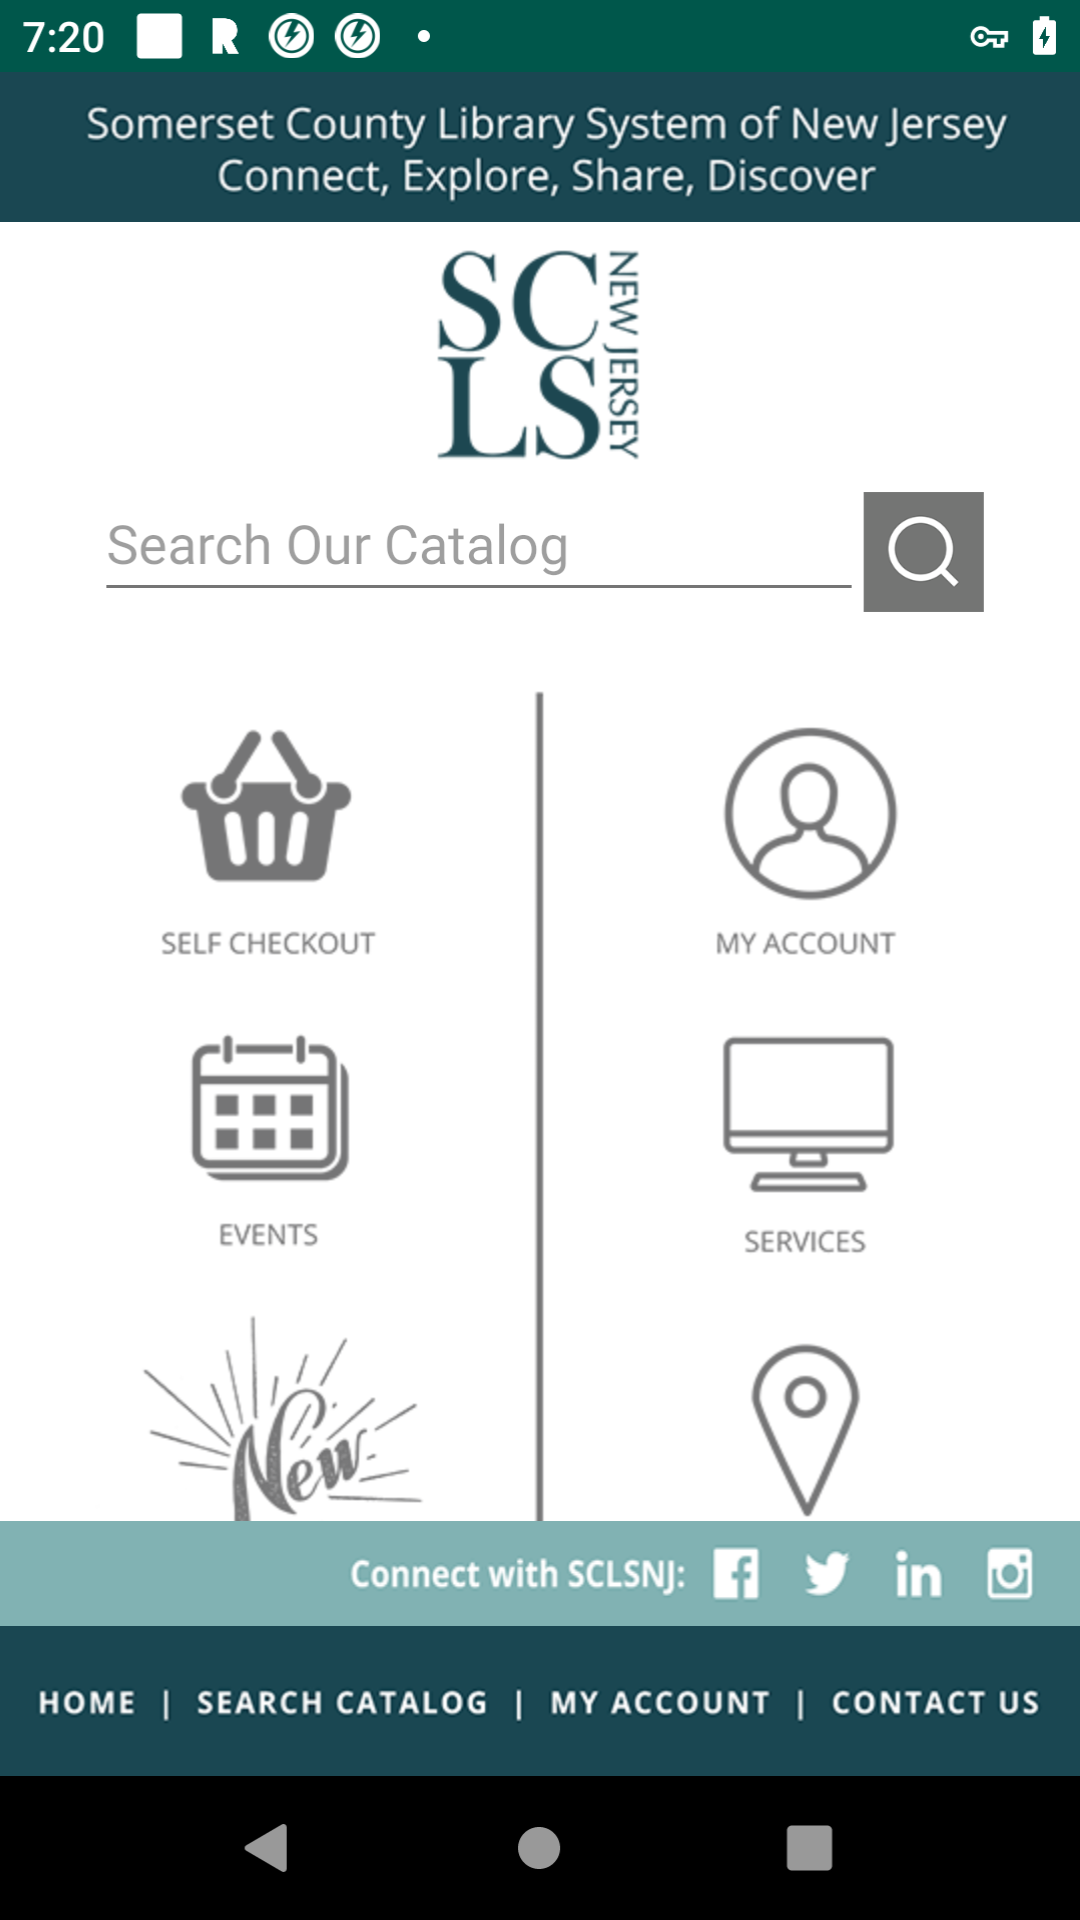 7:20
Somerset County Library System of New Jersey
Connect, Explore, Share, Discover
SC
LS
NEW JERSEY
Search Our Catalog
SELF CHECKOUT
MY ACCOUNT
EVENTS
SERVICES
New
Connect with SCLSNJ:
HOME | SEARCH CATALOG | MY ACCOUNT | CONTACT US